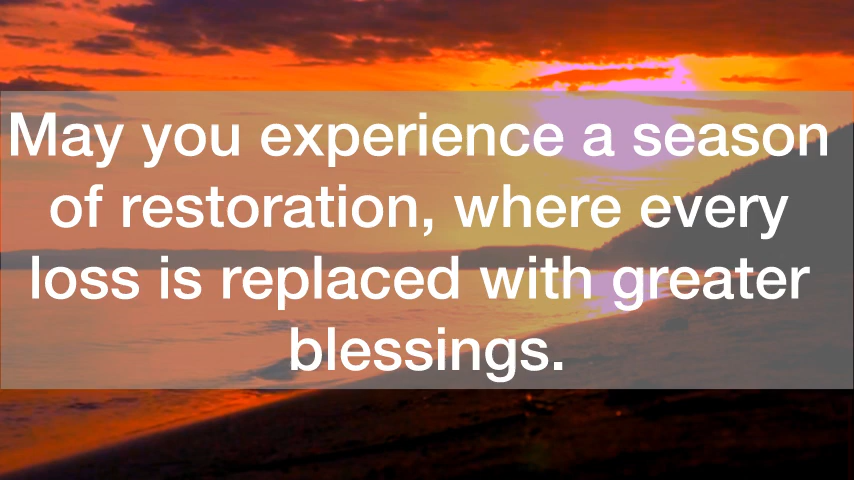 May you experience a season
of restoration, where every
loss is replaced with greater
blessings.